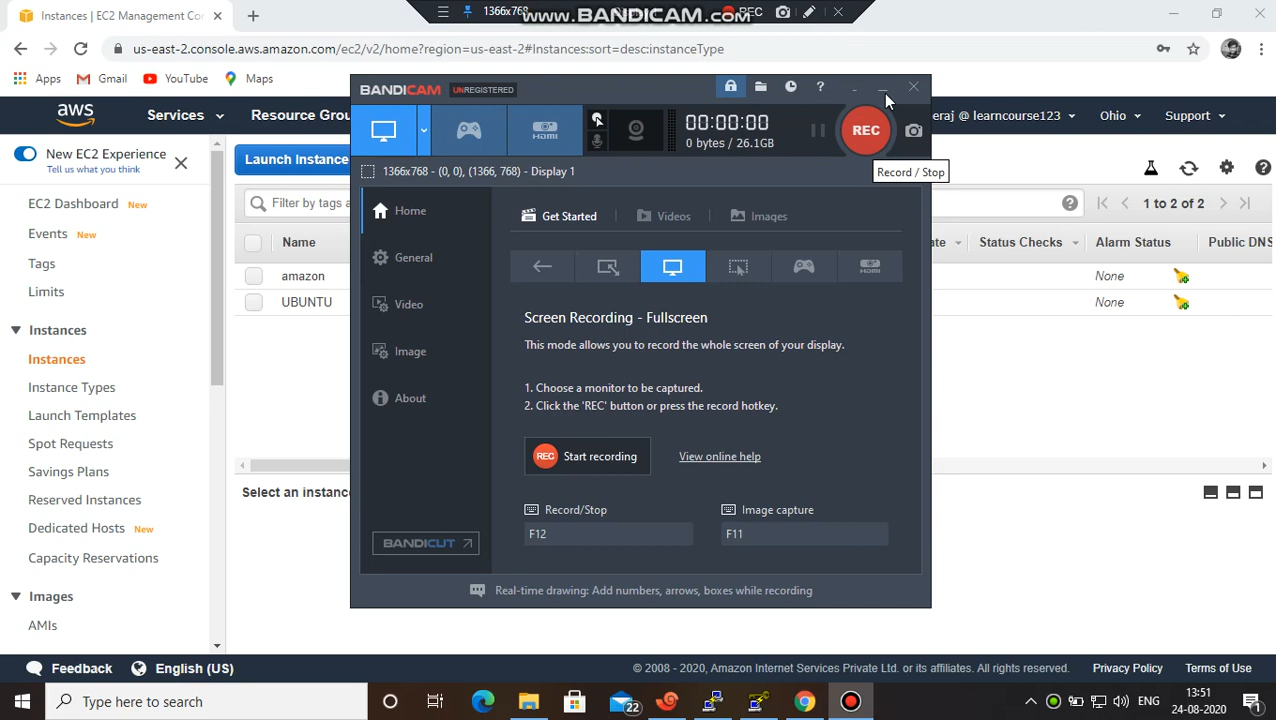 Instances | EC2 Management Cor
1366x768
www.BANDICAM.com
REC
us-east-2.console.aws.amazon.com/ec2/v2/home?region=us-east-2#Instances:sort=desc:instanceType
Apps
Gmail
YouTube
Maps
aws
Services
Resource Grou
eraj @ learncourse123
Ohio
Support
BANDICAM
UNREGISTERED
HDMI
00:00:00
0 bytes / 26.1GB
REC
Record / Stop
1366x768 - (0, 0), (1366, 768) - Display 1
New EC2 Experience
Tell us what you think
Launch Instance
Filter by tags a
1 to 2 of 2
Name
ate
Status Checks
Alarm Status
Public DNS
amazon
None
UBUNTU
None
EC2 Dashboard New
Events New
Tags
Limits
Instances
Instances
Instance Types
Launch Templates
Spot Requests
Savings Plans
Reserved Instances
Dedicated Hosts New
Capacity Reservations
Images
AMIs
Select an instanc
Home
General
Video
Image
About
BANDICUT
Get Started
Videos
Images
HDMI
Screen Recording - Fullscreen
This mode allows you to record the whole screen of your display.
1. Choose a monitor to be captured.
2. Click the 'REC' button or press the record hotkey.
REC Start recording
View online help
Record/Stop
Image capture
F12
F11
Real-time drawing: Add numbers, arrows, boxes while recording
Feedback
English (US)
© 2008 - 2020, Amazon Internet Services Private Ltd. or its affiliates. All rights reserved.
Privacy Policy
Terms of Use
Type here to search
22
ENG
13:51
24-08-2020
1